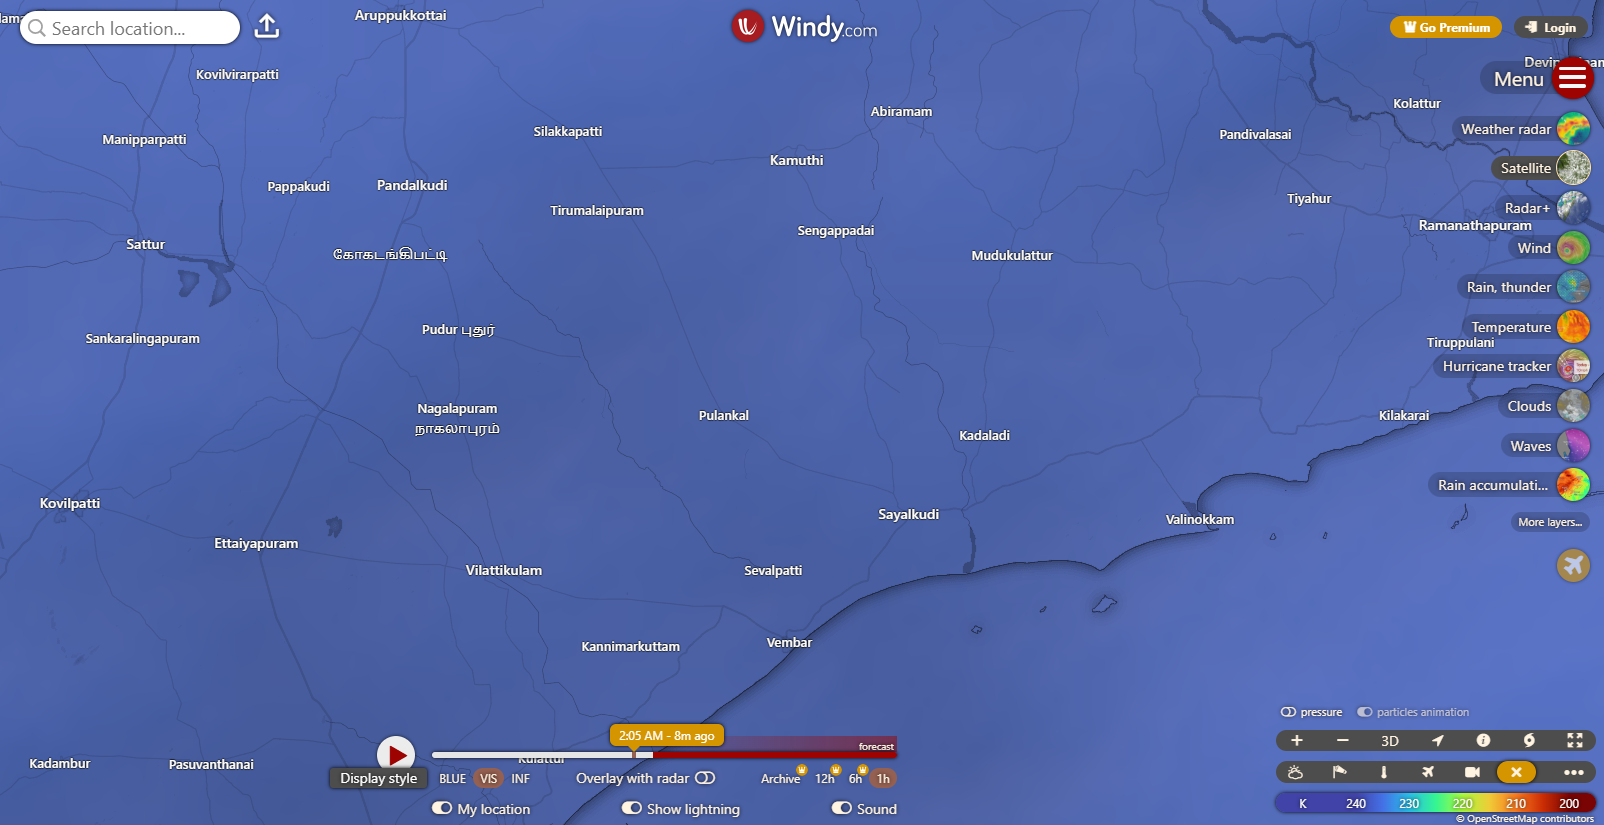 Search location...
Windy.com
Go Premium
Login
Menu
Aruppukkottai
Kovilvirarpatti
Abiramam
Kolattur
Silakkapatti
Pandivalasai
Weather radar
Manipparpatti
Kamuthi
Satellite
Pappakudi
Pandalkudi
Tirumalaipuram
Tiyahur
Radar+
Ramanathapuram
Sengappadai
Sattur
கோகடங்கிபட்டி
Mudukulattur
Wind
Rain, thunder
Pudur புதுர்
Temperature
Sankaralingapuram
Tiruppulani
Hurricane tracker
Nagalapuram
நாகலாபுரம்
Pulankal
Kilakarai
Clouds
Kadaladi
Waves
Rain accumulati...
Kovilpatti
Sayalkudi
Valinokkam
More layers...
Ettaiyapuram
Vilattikulam
Sevalpatti
Kannimarkuttam
Vembar
pressure
particles animation
2:05 AM - 8m ago
forecast
3D
Kadambur
Pasuvanthanai
Display style
BLUE VIS INF
Overlay with radar
Archive 12h 6h 1h
My location
Show lightning
Sound
K 240 230 220 210 200
© OpenStreetMap contributors